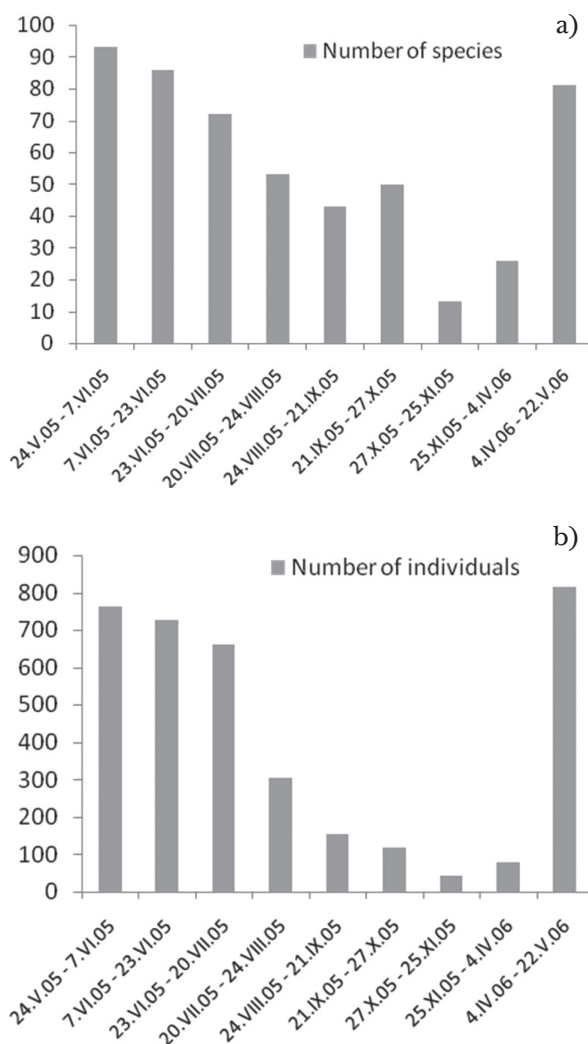 a)
Number of species
100
90
80
70
60
50
40
30
20
10
0
24.V.05 - 7.VI.05
7.VI.05 - 23.VI.05
23.VI.05 - 20.VII.05
20.VII.05 - 24.VIII.05
24.VIII.05 - 21.IX.05
21.IX.05 - 27.X.05
27.X.05 - 25.XI.05
25.XI.05 - 4.IV.06
4.IV.06 - 22.V.06
b)
Number of individuals
900
800
700
600
500
400
300
200
100
0
24.V.05 - 7.VI.05
7.VI.05 - 23.VI.05
23.VI.05 - 20.VII.05
20.VII.05 - 24.VIII.05
24.VIII.05 - 21.IX.05
21.IX.05 - 27.X.05
27.X.05 - 25.XI.05
25.XI.05 - 4.IV.06
4.IV.06 - 22.V.06